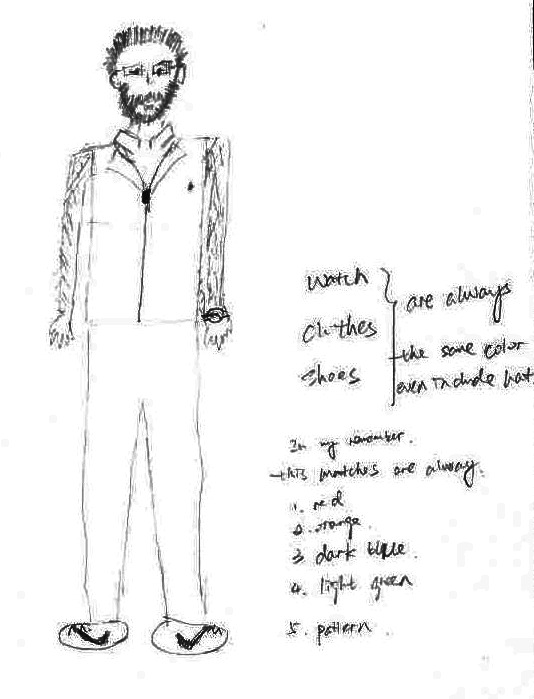 watch
are always
clothes
the same color
shoes
even include hat
In my remember.
this matches are always.
1. red
2. orange.
3 dark blue.
4. light green
5. pattern.